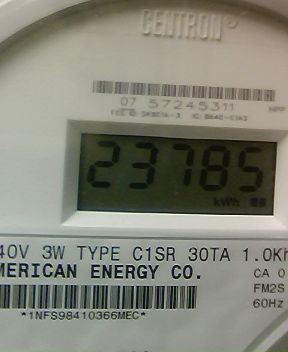 CENTRON®
07 57245311
23785
kWh
40V 3W TYPE C1SR 30TA 1.0Kh
MERICAN ENERGY CO.
CA 0
FM2S
60Hz
*1NFS98410366MEC*